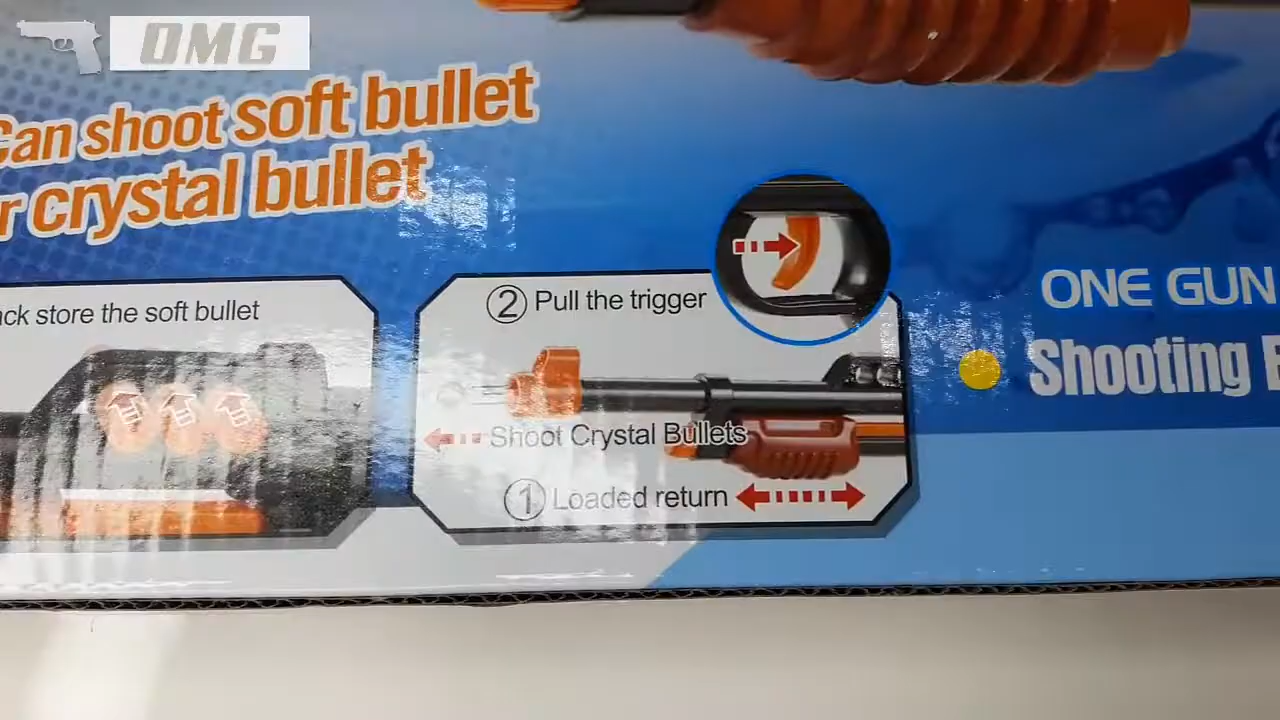 OMG
Can shoot soft bullet
crystal bullet
store the soft bullet
② Pull the trigger
Shoot Crystal Bullets
① Loaded return
ONE GUN
Shooting